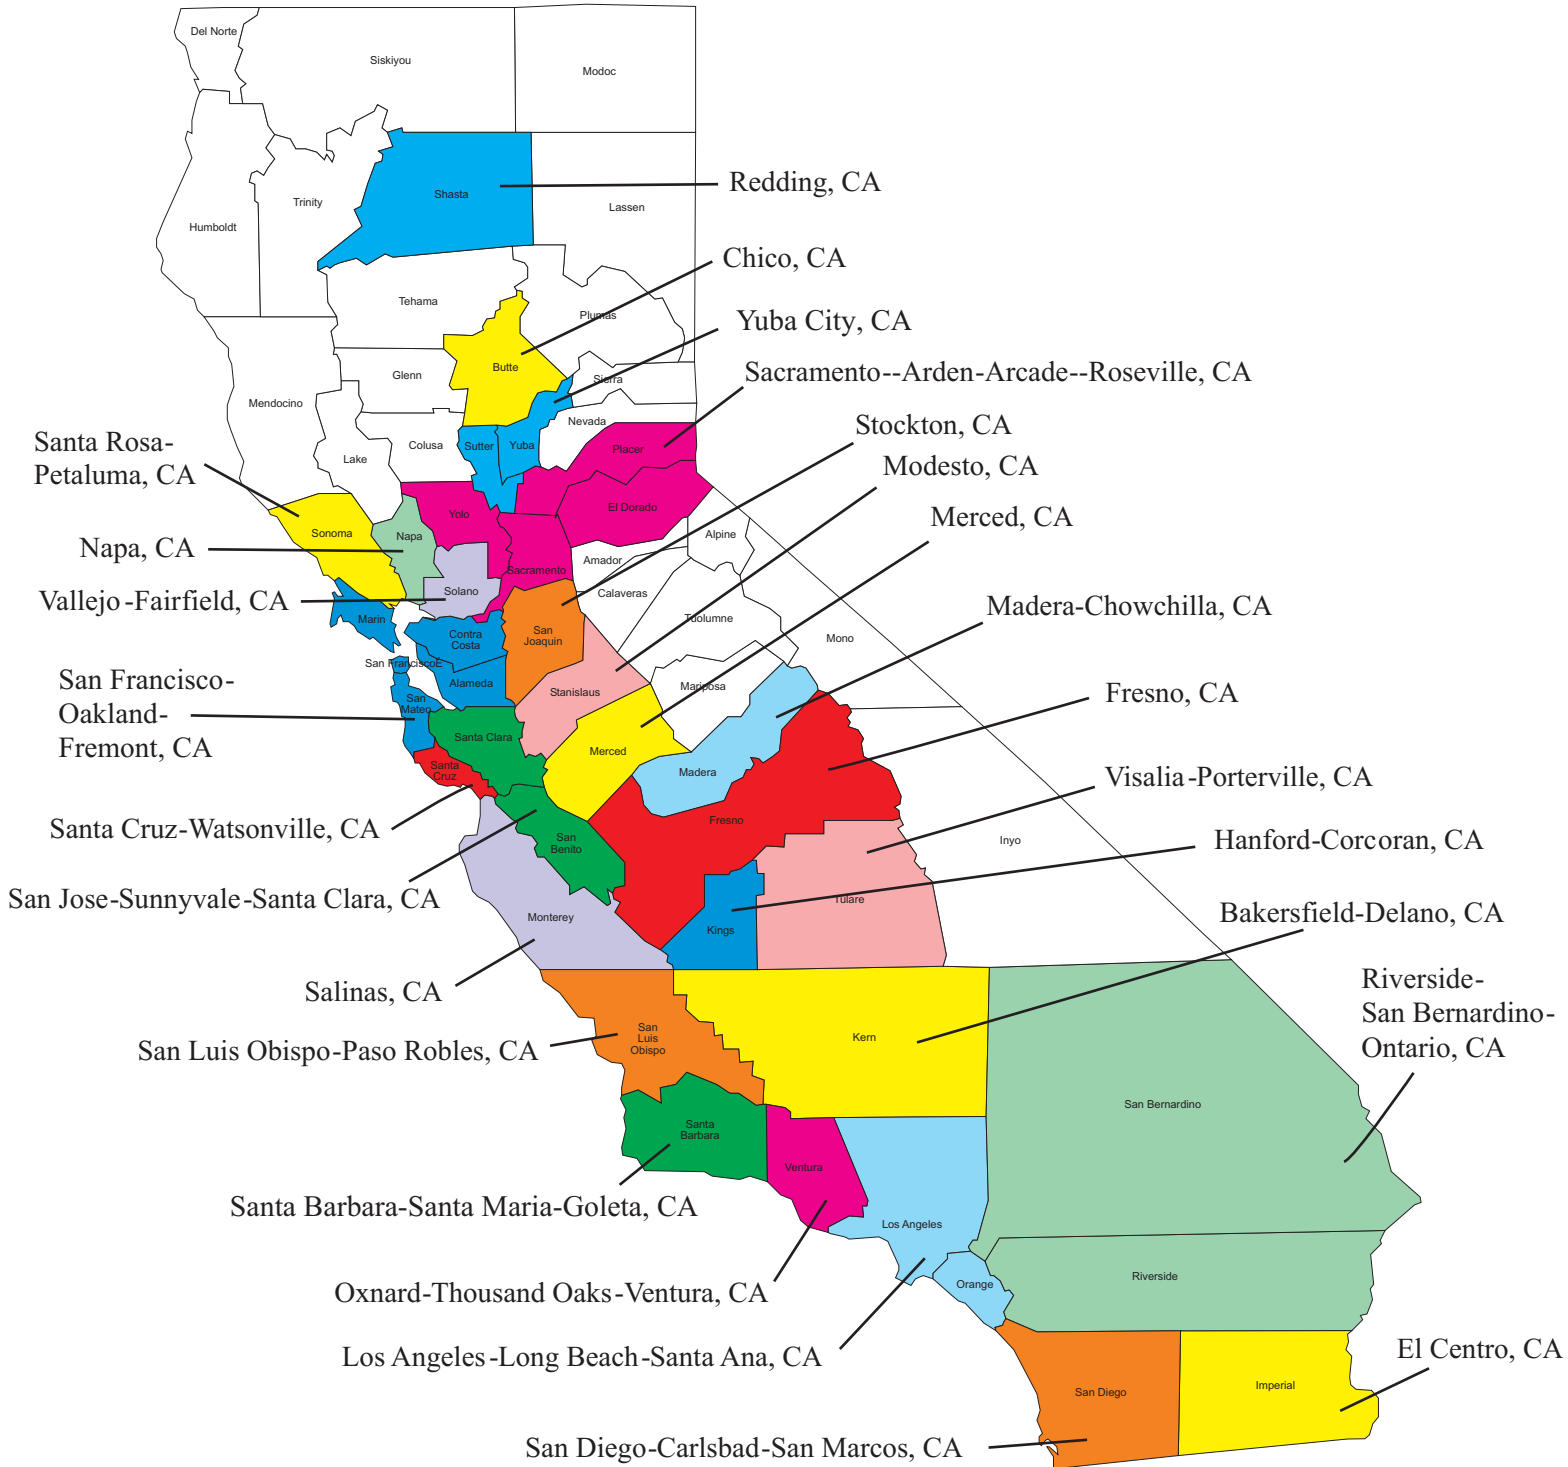 Del Norte
Siskiyou
Modoc
Shasta
Redding, CA
Trinity
Lassen
Humboldt
Chico, CA
Tehama
Plumas
Yuba City, CA
Butte
Glenn
Sierra
Sacramento--Arden-Arcade--Roseville, CA
Mendocino
Nevada
Stockton, CA
Santa Rosa-
Petaluma, CA
Lake
Colusa
Sutter
Yuba
Placer
Modesto, CA
Yolo
El Dorado
Merced, CA
Sonoma
Napa
Alpine
Napa, CA
Amador
Sacramento
Solano
Calaveras
Vallejo-Fairfield, CA
Madera-Chowchilla, CA
Marin
Contra
Costa
San
Joaquin
Tuolumne
Mono
San FranciscoE
Alameda
Stanislaus
Mariposa
San Francisco-
Oakland-
Fremont, CA
San
Mateo
Fresno, CA
Santa Clara
Merced
Santa
Cruz
Madera
Visalia-Porterville, CA
Santa Cruz-Watsonville, CA
Fresno
San
Benito
Inyo
Hanford-Corcoran, CA
San Jose-Sunnyvale-Santa Clara, CA
Tulare
Monterey
Kings
Bakersfield-Delano, CA
Salinas, CA
Riverside-
San Bernardino-
Ontario, CA
San
Luis
Obispo
Kern
San Luis Obispo-Paso Robles, CA
San Bernardino
Santa
Barbara
Ventura
Santa Barbara-Santa Maria-Goleta, CA
Los Angeles
Orange
Riverside
Oxnard-Thousand Oaks-Ventura, CA
Los Angeles-Long Beach-Santa Ana, CA
El Centro, CA
San Diego
Imperial
San Diego-Carlsbad-San Marcos, CA